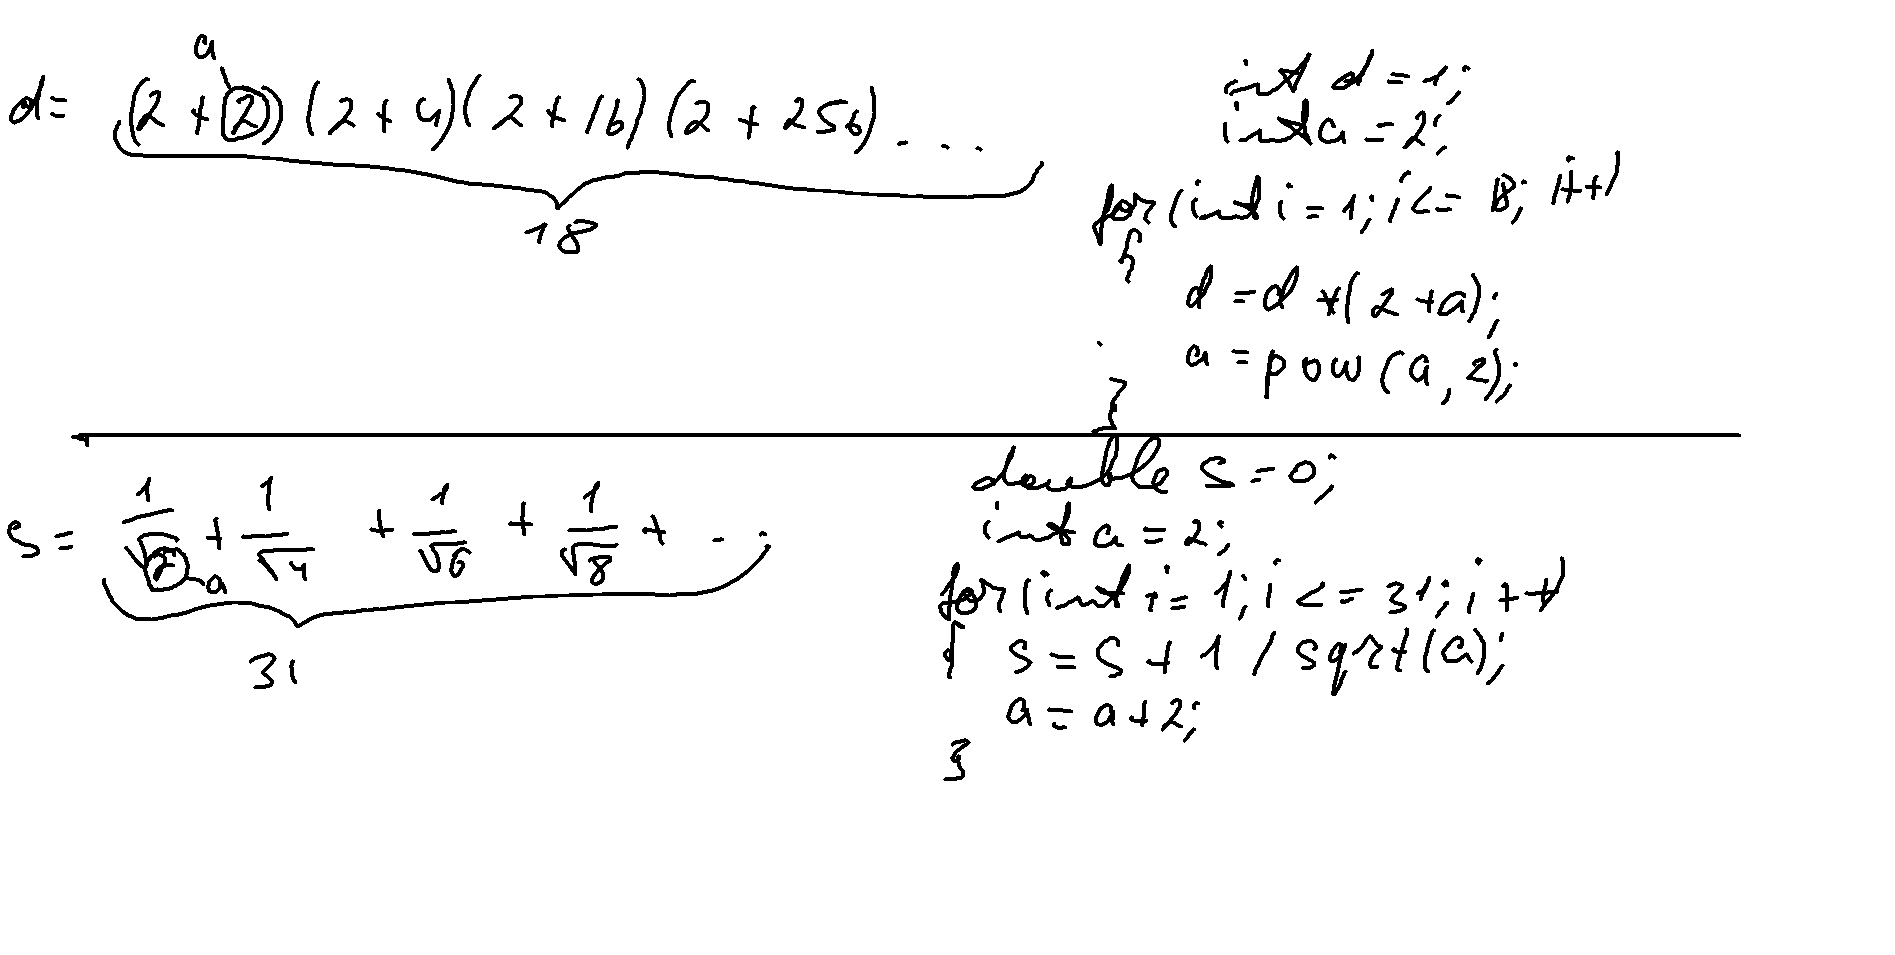 a
d= (2 + 2) (2 + 4) (2 + 16) (2 + 256) . . . .
18
int d = 1;
int a = 2;
for (int i = 1; i <= 18; i++)
{
d = d * (2 + a);
a = pow (a, 2);
}
S = 1/√2 + 1/√4 + 1/√6 + 1/√8 + . . .
a
31
double S = 0;
int a = 2;
for (int i = 1; i <= 31; i ++)
{ S = S + 1 / sqrt (a);
a = a + 2;
}